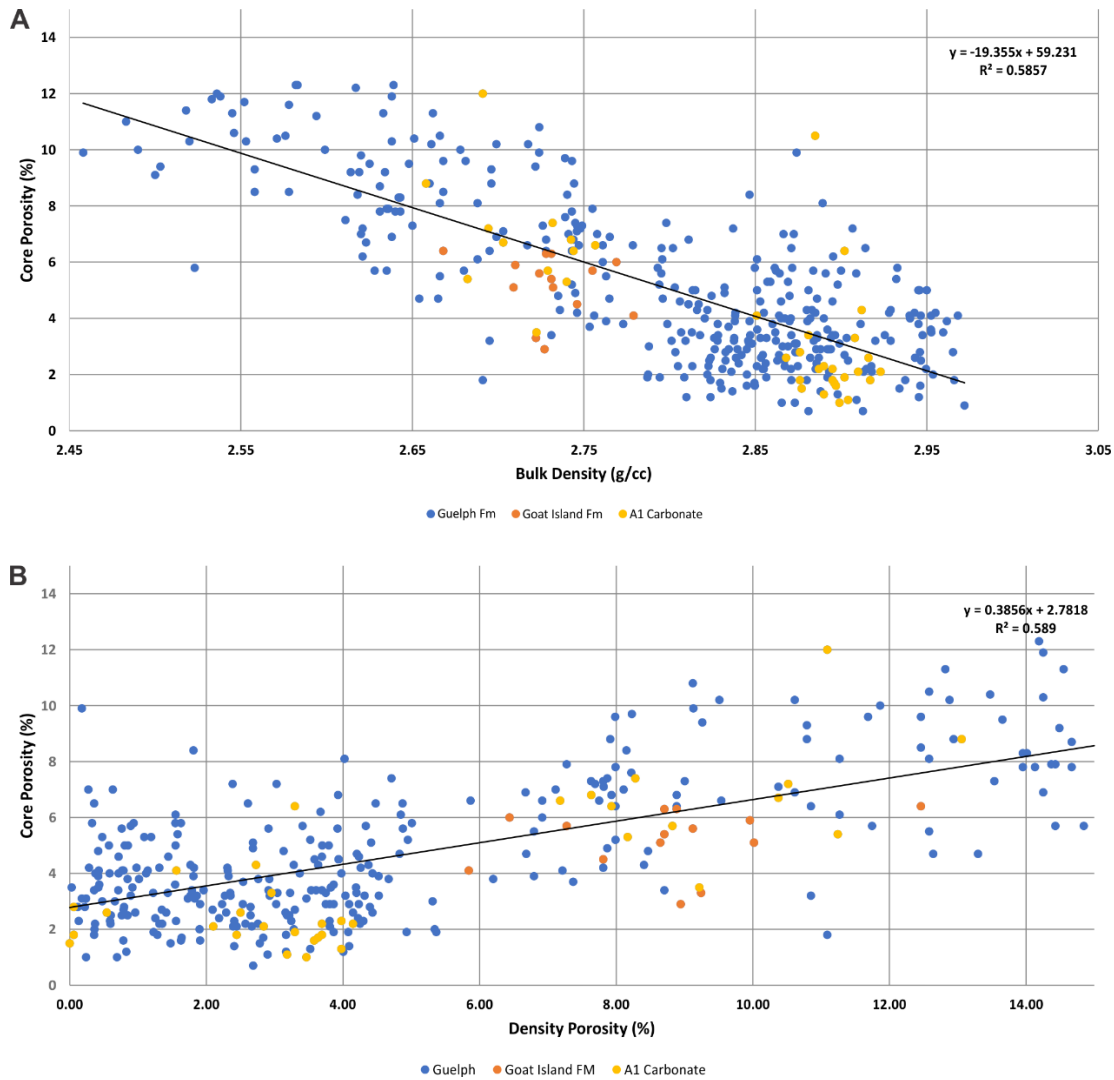 A
14
12
10
8
6
4
2
0
Core Porosity (%)
y = -19.355x + 59.231
R² = 0.5857
2.45 2.55 2.65 2.75 2.85 2.95 3.05
Bulk Density (g/cc)
Guelph Fm Goat Island Fm A1 Carbonate
B
14
12
10
8
6
4
2
0
Core Porosity (%)
y = 0.3856x + 2.7818
R² = 0.589
0.00 2.00 4.00 6.00 8.00 10.00 12.00 14.00
Density Porosity (%)
Guelph Goat Island FM A1 Carbonate